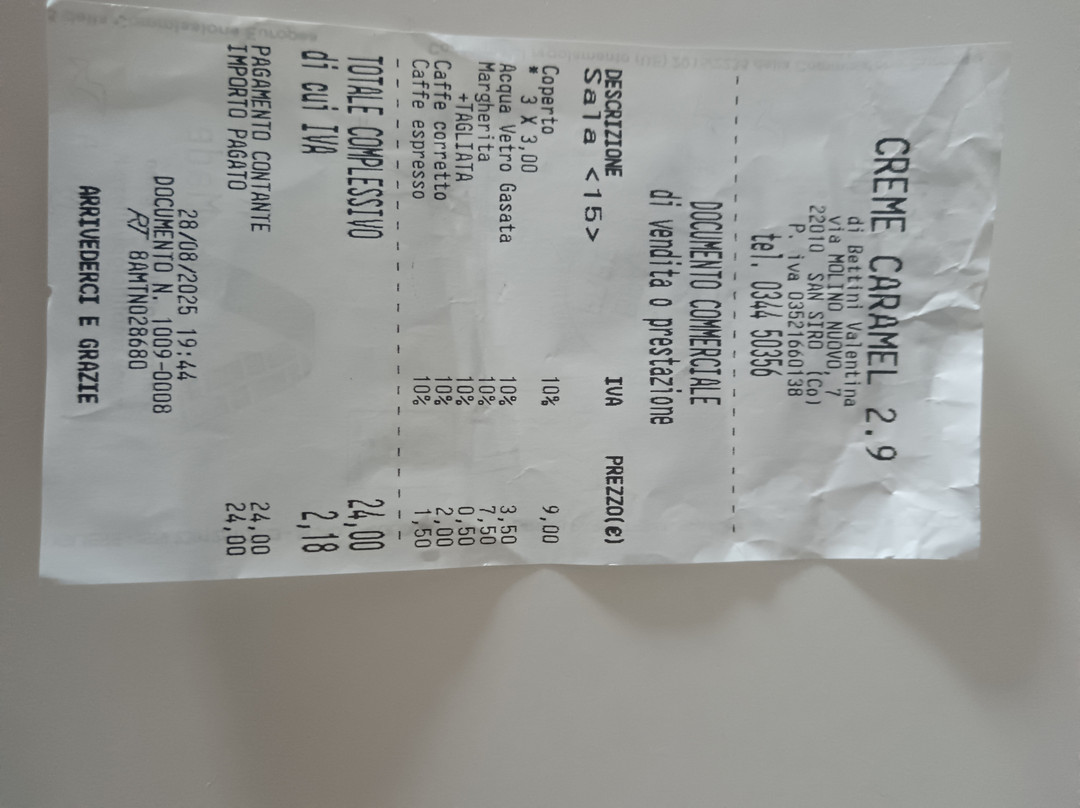 CREME CARAMEL 2.9
di Bettini Valentina
via MOLINO NUOVO, 7
22010 SAN SIRO (Co)
P. iva 03521660138
tel. 0344 50356
DOCUMENTO COMMERCIALE
di vendita o prestazione
DESCRIZIONE IVA PREZZO(€)
Sala <15>
Coperto 10% 9,00
* 3 X 3,00
Acqua Vetro Gasata 10% 3,50
Margherita 10% 7,50
+TAGLIATA 10% 0,50
Caffe corretto 10% 2,00
Caffe espresso 10% 1,50
TOTALE COMPLESSIVO 24,00
di cui IVA 2,18
PAGAMENTO CONTANTE 24,00
IMPORTO PAGATO 24,00
28/08/2025 19:44
DOCUMENTO N. 1009-0008
RT 8AMTN028680
ARRIVEDERCI E GRAZIE